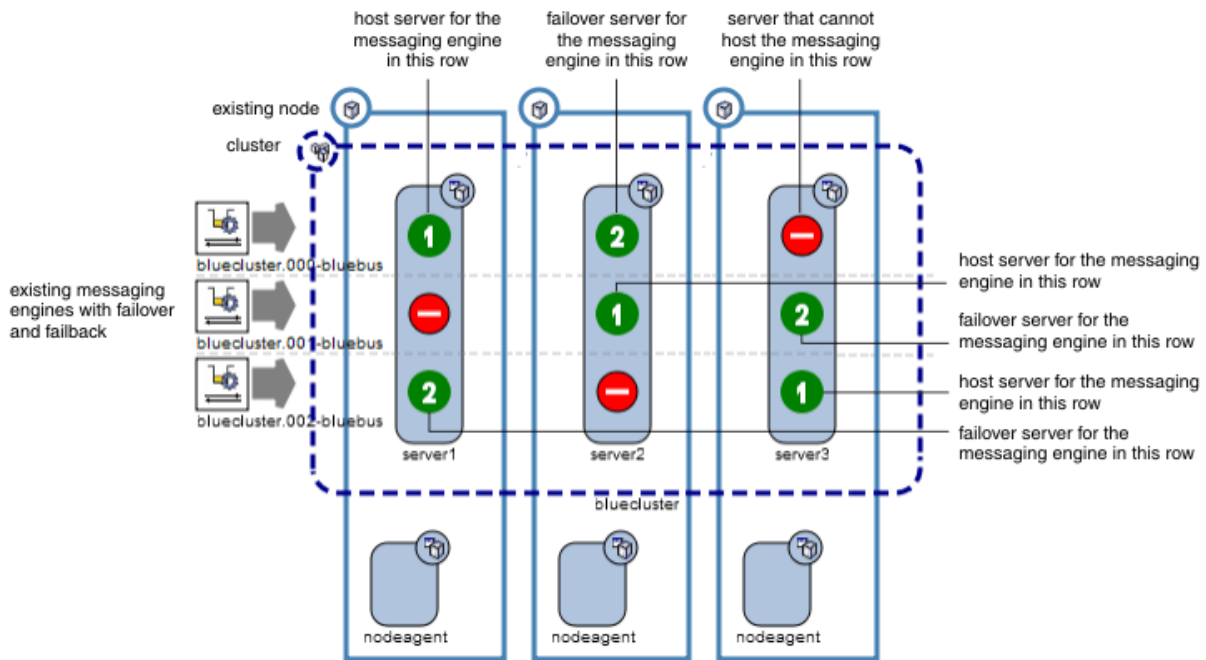 host server for the
messaging engine
in this row
failover server for
the messaging
engine in this row
server that cannot
host the messaging
engine in this row
existing node
cluster
1
2
bluecluster.000-bluebus
host server for the messaging
engine in this row
existing messaging
engines with failover
and failback
1
2
bluecluster.001-bluebus
failover server for the
messaging engine in this row
2
1
host server for the messaging
engine in this row
bluecluster.002-bluebus
failover server for the
messaging engine in this row
server1
server2
server3
bluecluster
nodeagent
nodeagent
nodeagent